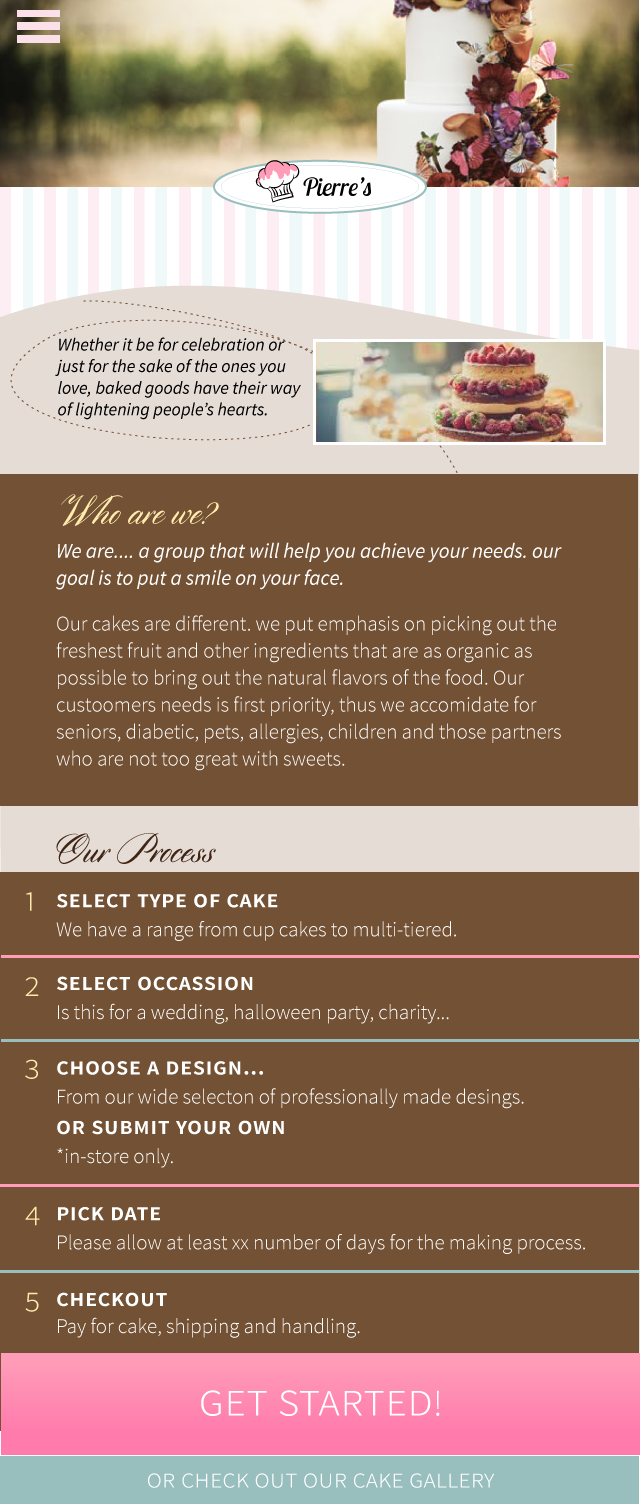 Pierre's
Whether it be for celebration or
just for the sake of the ones you
love, baked goods have their way
of lightening people's hearts.
Who are we?
We are.... a group that will help you achieve your needs. our
goal is to put a smile on your face.
Our cakes are different. we put emphasis on picking out the
freshest fruit and other ingredients that are as organic as
possible to bring out the natural flavors of the food. Our
custoomers needs is first priority, thus we accomidate for
seniors, diabetic, pets, allergies, children and those partners
who are not too great with sweets.
Our Process
1 SELECT TYPE OF CAKE
We have a range from cup cakes to multi-tiered.
2 SELECT OCCASSION
Is this for a wedding, halloween party, charity...
3 CHOOSE A DESIGN...
From our wide selecton of professionally made desings.
OR SUBMIT YOUR OWN
*in-store only.
4 PICK DATE
Please allow at least xx number of days for the making process.
5 CHECKOUT
Pay for cake, shipping and handling.
GET STARTED!
OR CHECK OUT OUR CAKE GALLERY